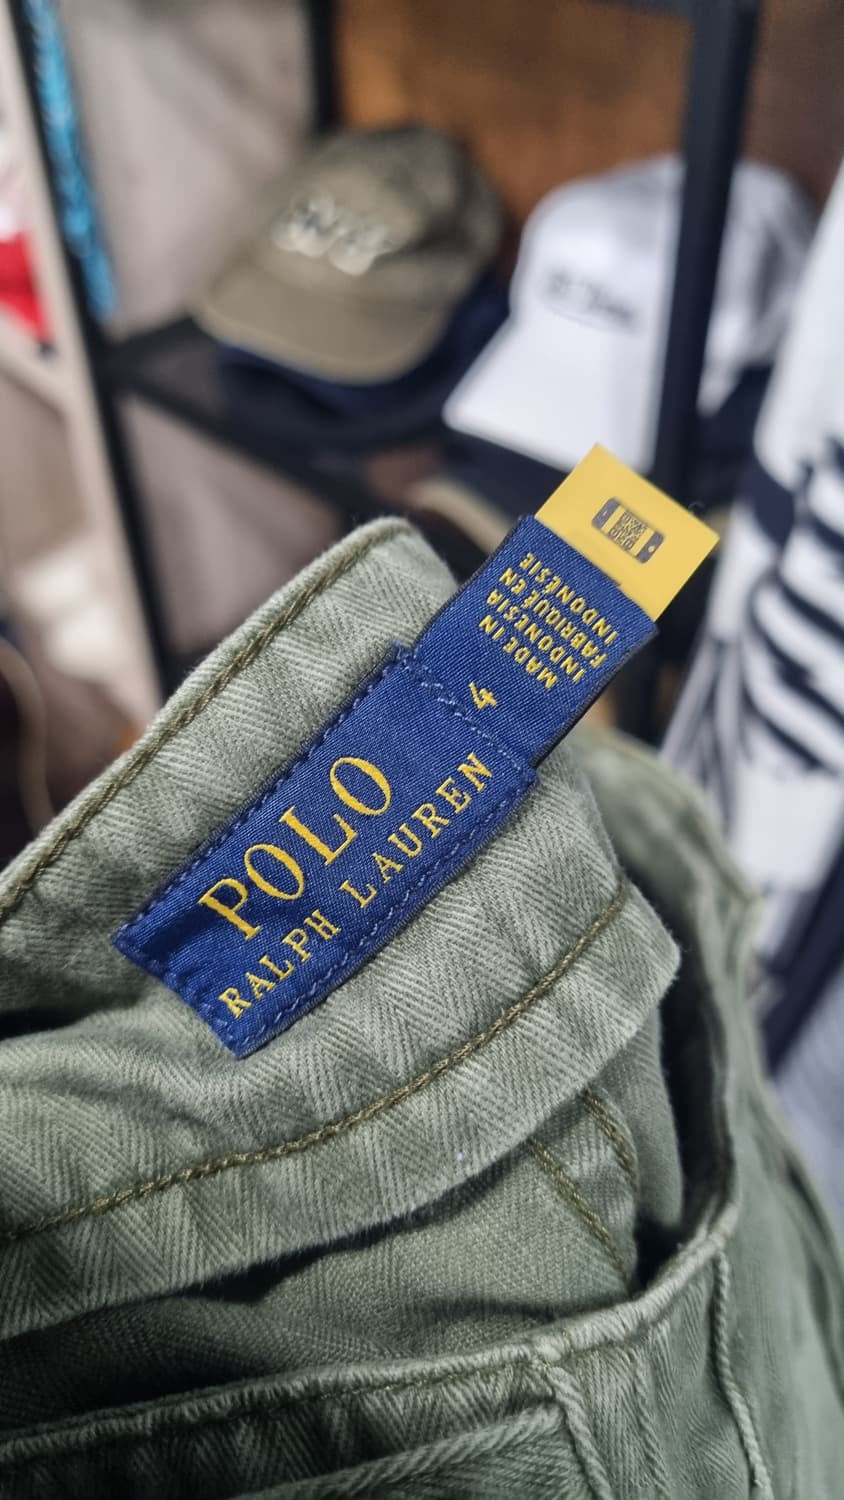 POLO
RALPH LAUREN
4
MADE IN
INDONESIA
FABRIQUÉ EN
INDONÉSIE